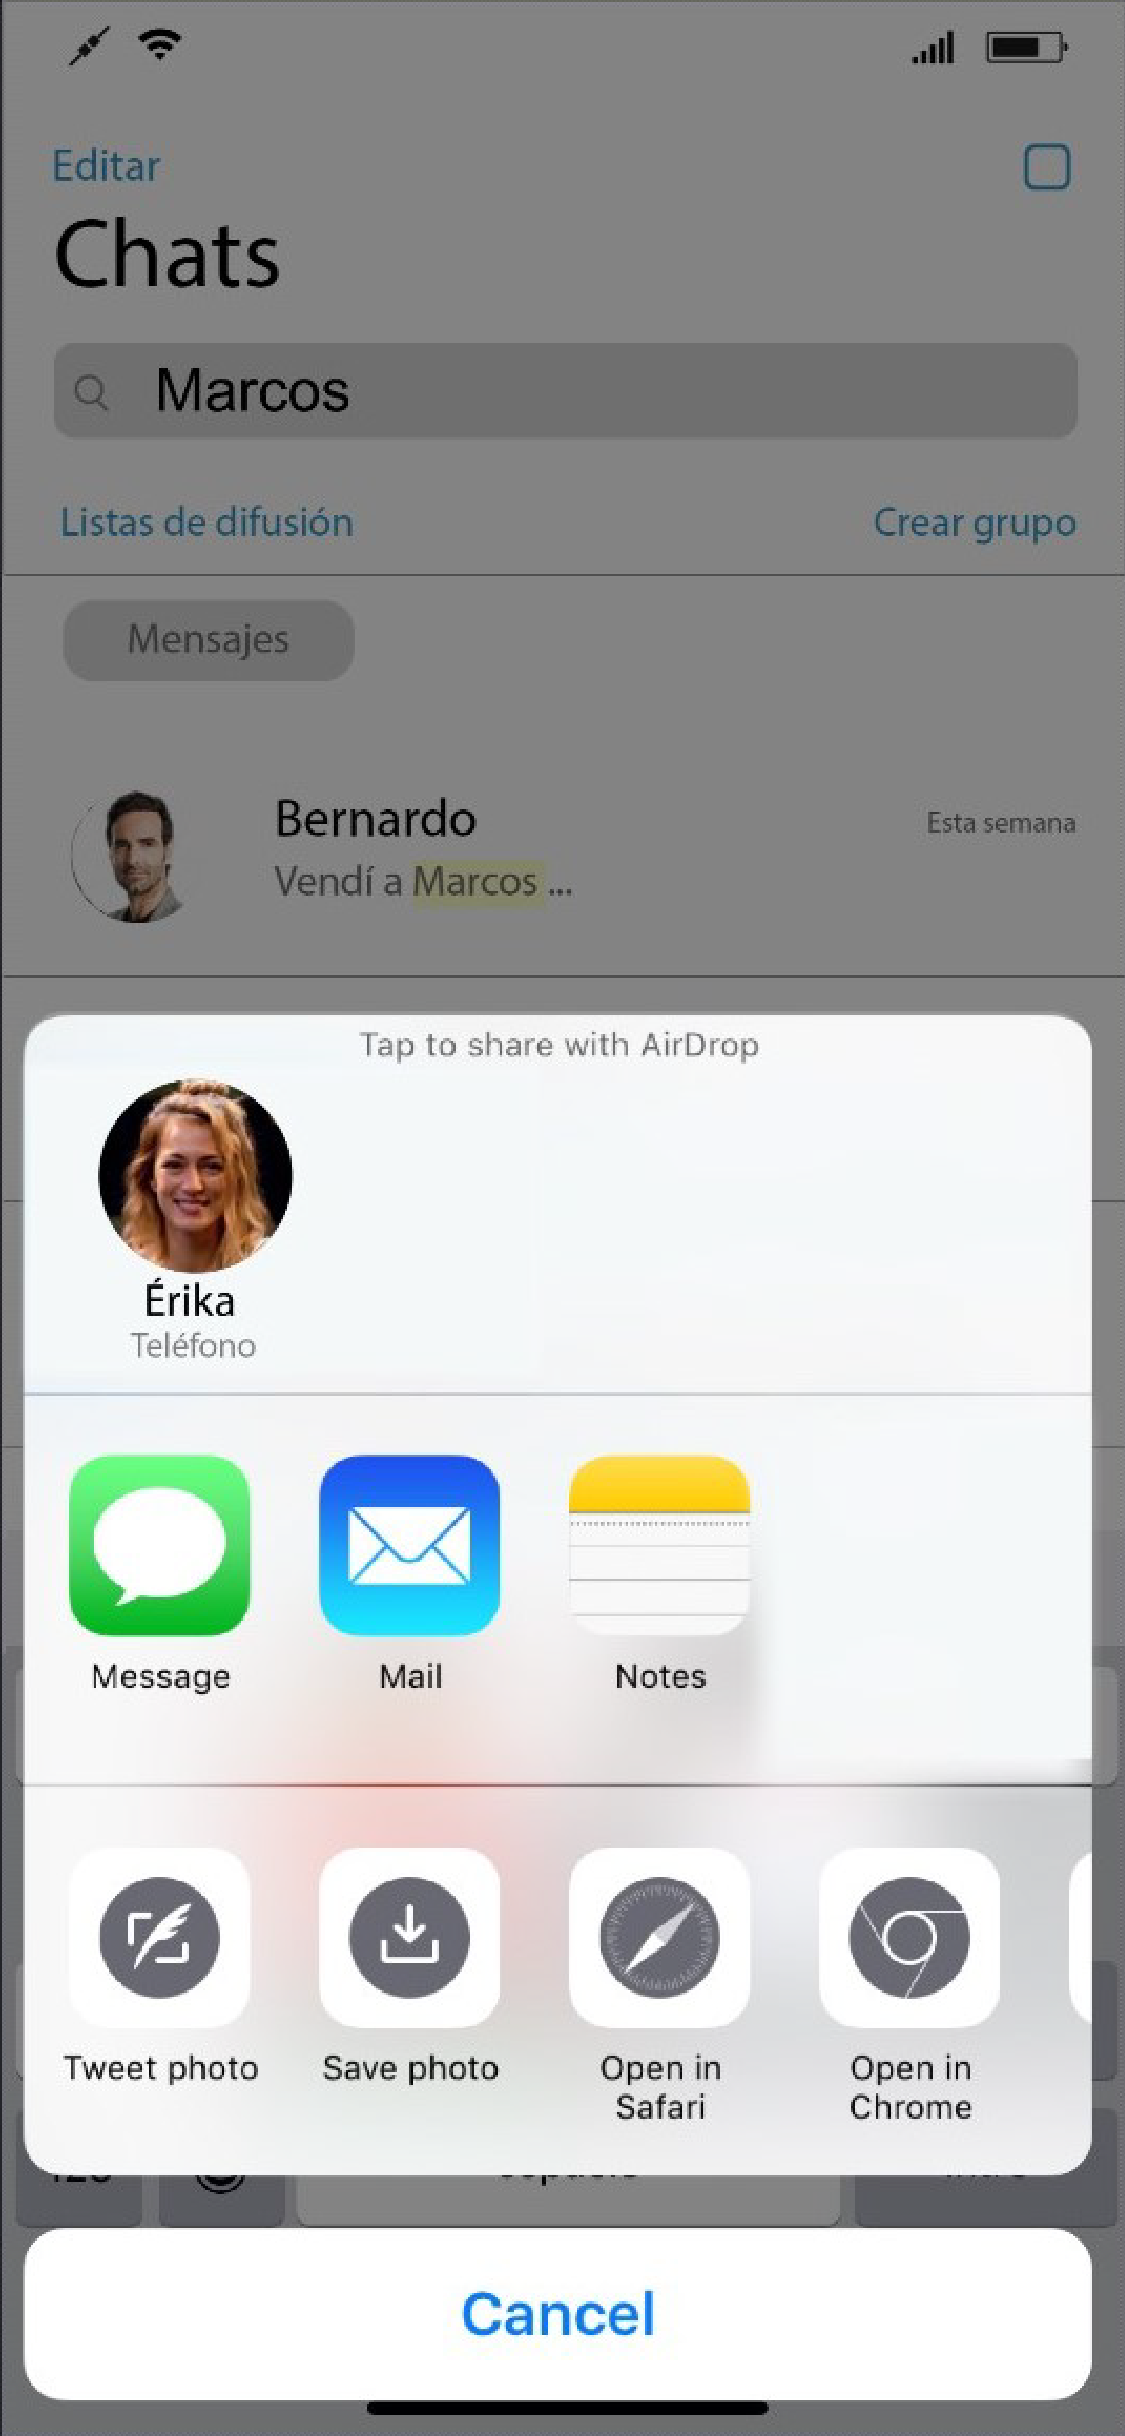 Editar
Chats
Marcos
Listas de difusión
Crear grupo
Mensajes
Bernardo
Esta semana
Vendí a Marcos ...
Tap to share with AirDrop
Érika
Teléfono
Message
Mail
Notes
Tweet photo
Save photo
Open in
Safari
Open in
Chrome
Cancel